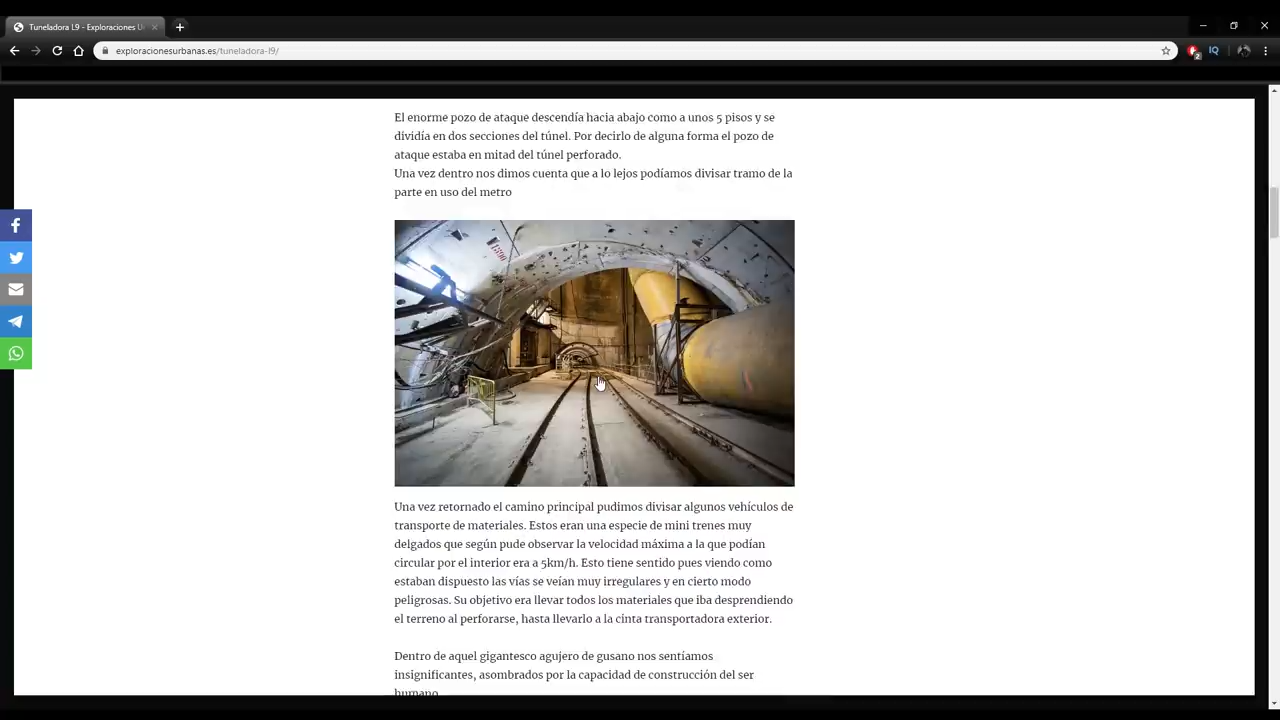 Tuneladora L9 - Exploraciones U
exploracionesurbanas.es/tuneladora-l9/
2
IQ
El enorme pozo de ataque descendía hacia abajo como a unos 5 pisos y se
dividía en dos secciones del túnel. Por decirlo de alguna forma el pozo de
ataque estaba en mitad del túnel perforado.
Una vez dentro nos dimos cuenta que a lo lejos podíamos divisar tramo de la
parte en uso del metro
Una vez retornado el camino principal pudimos divisar algunos vehículos de
transporte de materiales. Estos eran una especie de mini trenes muy
delgados que según pude observar la velocidad máxima a la que podían
circular por el interior era a 5km/h. Esto tiene sentido pues viendo como
estaban dispuesto las vías se veían muy irregulares y en cierto modo
peligrosas. Su objetivo era llevar todos los materiales que iba desprendiendo
el terreno al perforarse, hasta llevarlo a la cinta transportadora exterior.
Dentro de aquel gigantesco agujero de gusano nos sentíamos
insignificantes, asombrados por la capacidad de construcción del ser
humano